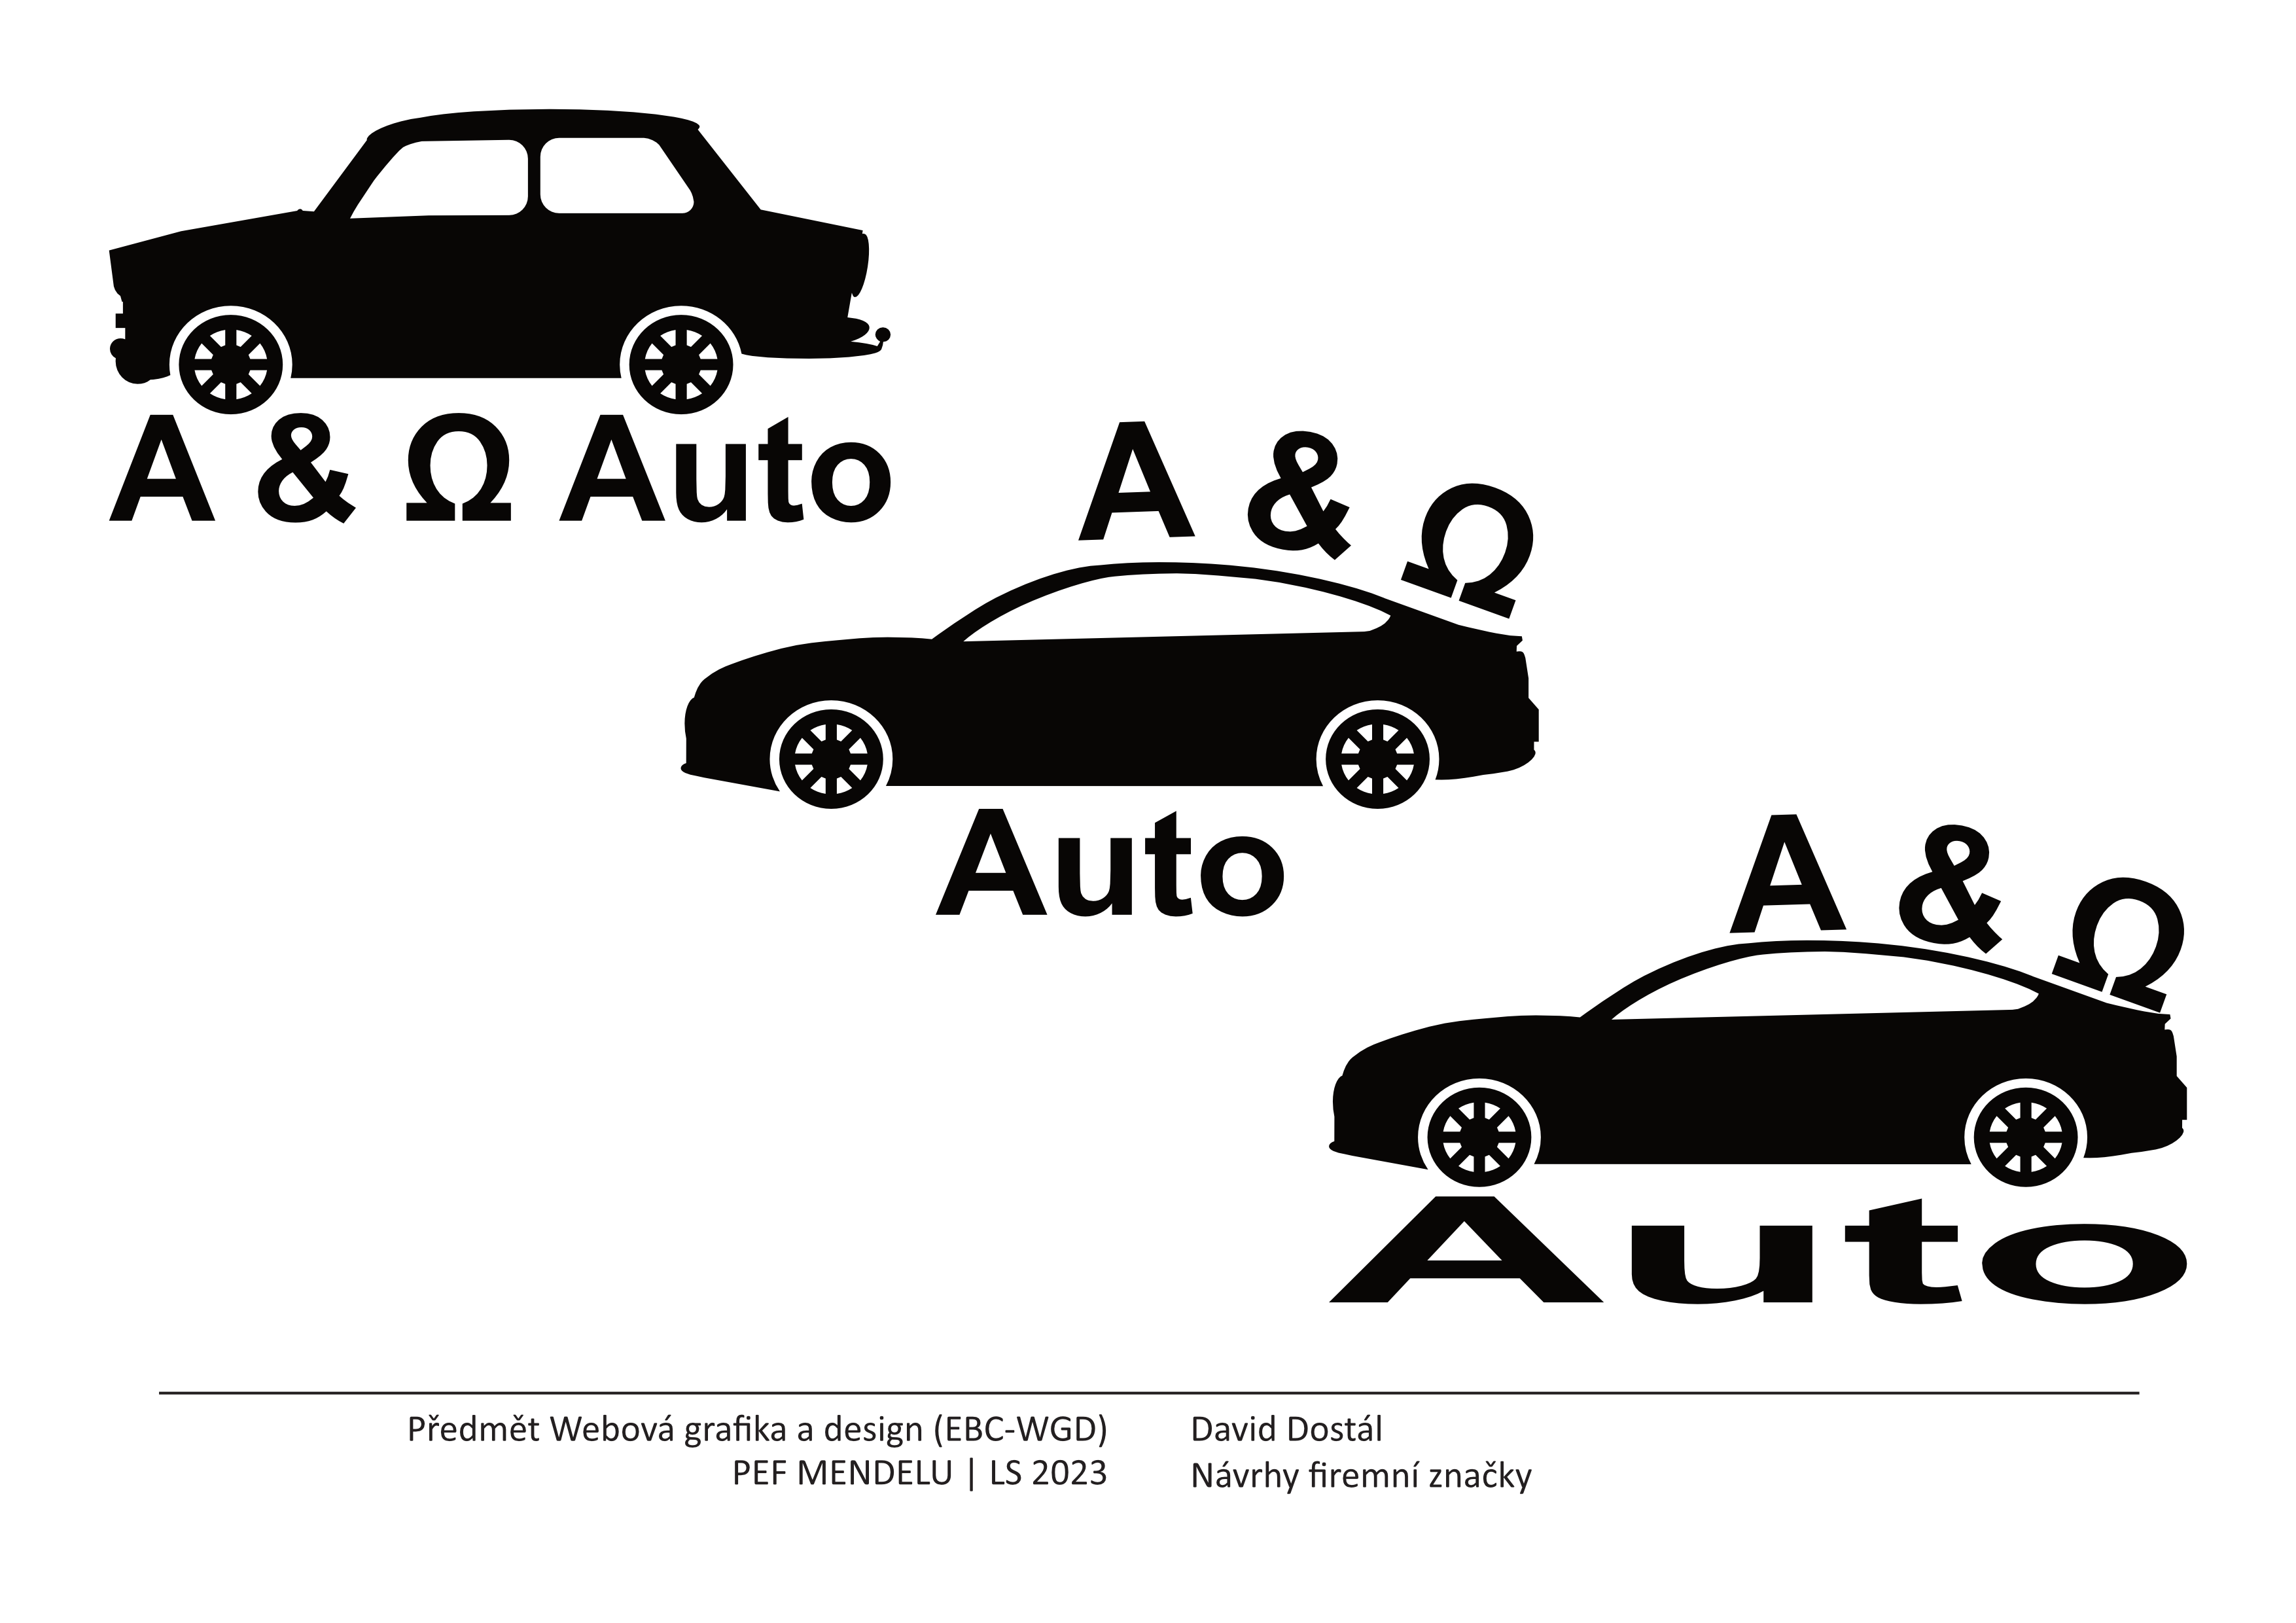 A & Ω Auto
A & Ω
Auto
A & Ω
Auto
Předmět Webová grafika a design (EBC-WGD)
PEF MENDELU | LS 2023
David Dostál
Návrhy firemní značky